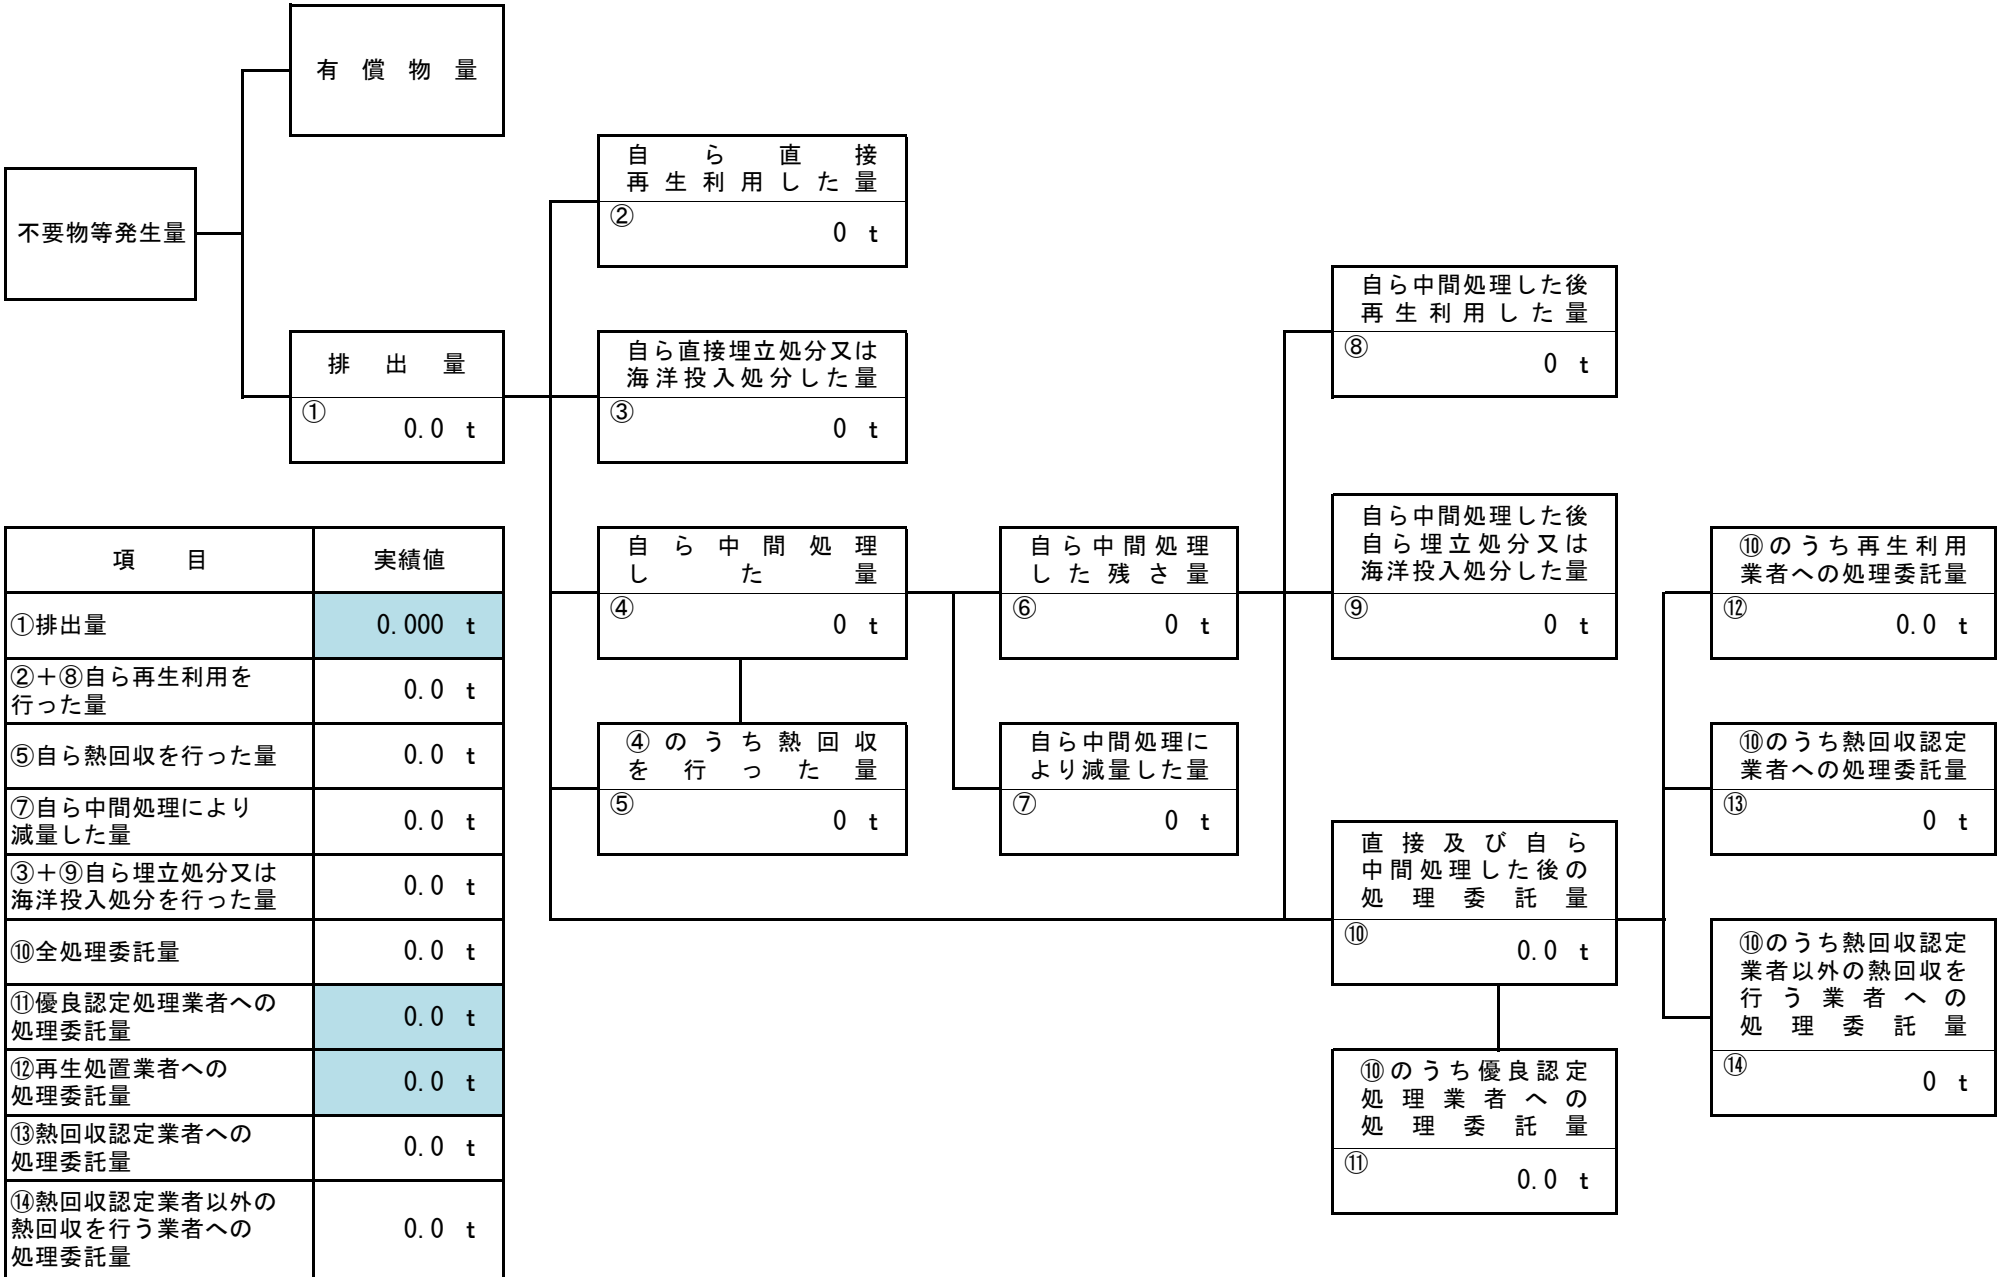 有償物量
不要物等発生量
排出量
① 0.0 t
自ら直接
再生利用した量
② 0 t
自ら直接埋立処分又は
海洋投入処分した量
③ 0 t
自ら中間処理
した量
④ 0 t
④のうち熱回収
を行った量
⑤ 0 t
自ら中間処理
した残さ量
⑥ 0 t
自ら中間処理に
より減量した量
⑦ 0 t
自ら中間処理した後
再生利用した量
⑧ 0 t
自ら中間処理した後
自ら埋立処分又は
海洋投入処分した量
⑨ 0 t
直接及び自ら
中間処理した後の
処理委託量
⑩ 0.0 t
⑩のうち優良認定
処理業者への
処理委託量
⑪ 0.0 t
⑩のうち再生利用
業者への処理委託量
⑫ 0.0 t
⑩のうち熱回収認定
業者への処理委託量
⑬ 0 t
⑩のうち熱回収認定
業者以外の熱回収を
行う業者への
処理委託量
⑭ 0 t
項目 実績値
①排出量 0.000 t
②＋⑧自ら再生利用を
行った量 0.0 t
⑤自ら熱回収を行った量 0.0 t
⑦自ら中間処理により
減量した量 0.0 t
③＋⑨自ら埋立処分又は
海洋投入処分を行った量 0.0 t
⑩全処理委託量 0.0 t
⑪優良認定処理業者への
処理委託量 0.0 t
⑫再生処置業者への
処理委託量 0.0 t
⑬熱回収認定業者への
処理委託量 0.0 t
⑭熱回収認定業者以外の
熱回収を行う業者への
処理委託量 0.0 t